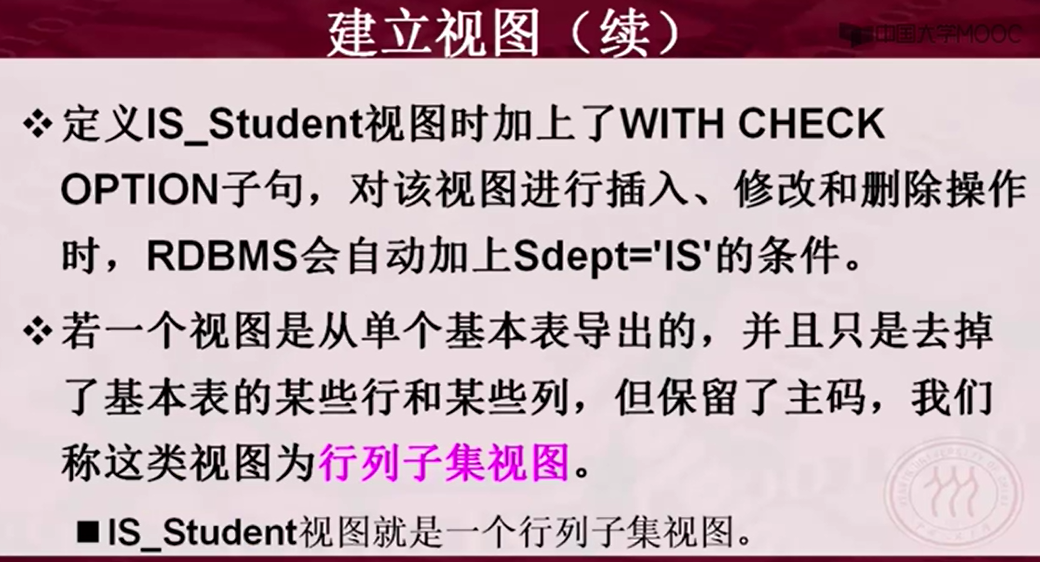 建立视图（续）
中国大学MOOC
❖定义IS_Student视图时加上了WITH CHECK
OPTION子句，对该视图进行插入、修改和删除操作
时，RDBMS会自动加上Sdept='IS'的条件。
❖若一个视图是从单个基本表导出的，并且只是去掉
了基本表的某些行和某些列，但保留了主码，我们
称这类视图为行列子集视图。
■IS_Student视图就是一个行列子集视图。